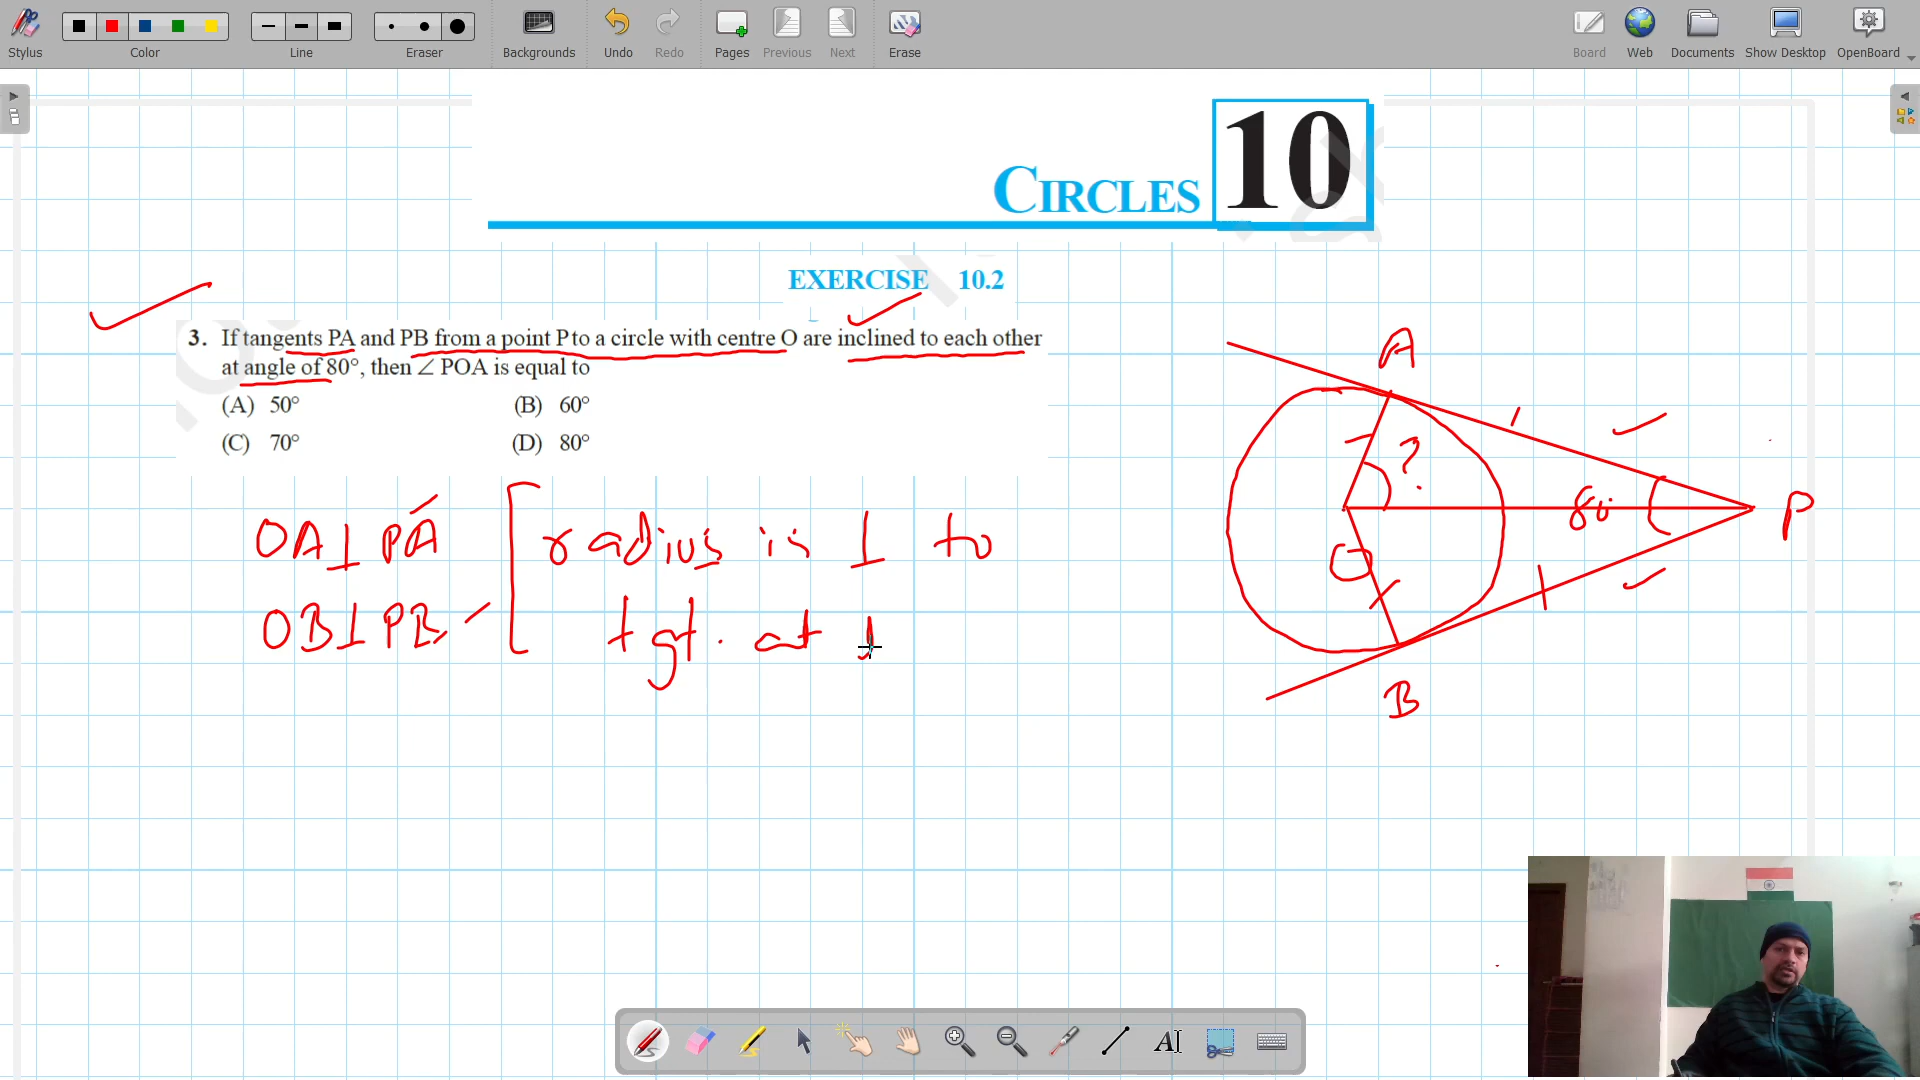 Stylus
Color
Line
Eraser
Backgrounds
Undo
Redo
Pages
Previous
Next
Erase
Board
Web
Documents
Show Desktop
OpenBoard
CIRCLES 10
EXERCISE 10.2
3. If tangents PA and PB from a point P to a circle with centre O are inclined to each other
at angle of 80°, then ∠ POA is equal to
(A) 50° (B) 60°
(C) 70° (D) 80°
OA⊥PA [radius is ⊥ to
OB⊥PB tgt. at
A
?
80
P
O
B